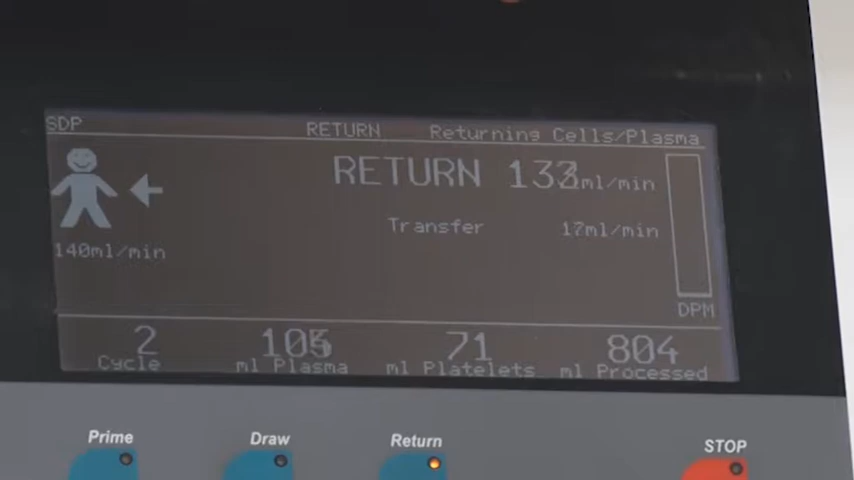 SDP RETURN Returning Cells/Plasma
RETURN ml/min
Transfer 17ml/min
140ml/min
DPM
2 71 804
Cycle ml Plasma ml Platelets ml Processed
Prime Draw Return STOP